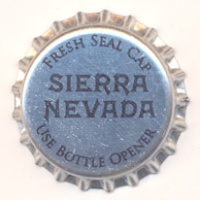 FRESH SEAL CAP
SIERRA
NEVADA
USE BOTTLE OPENER